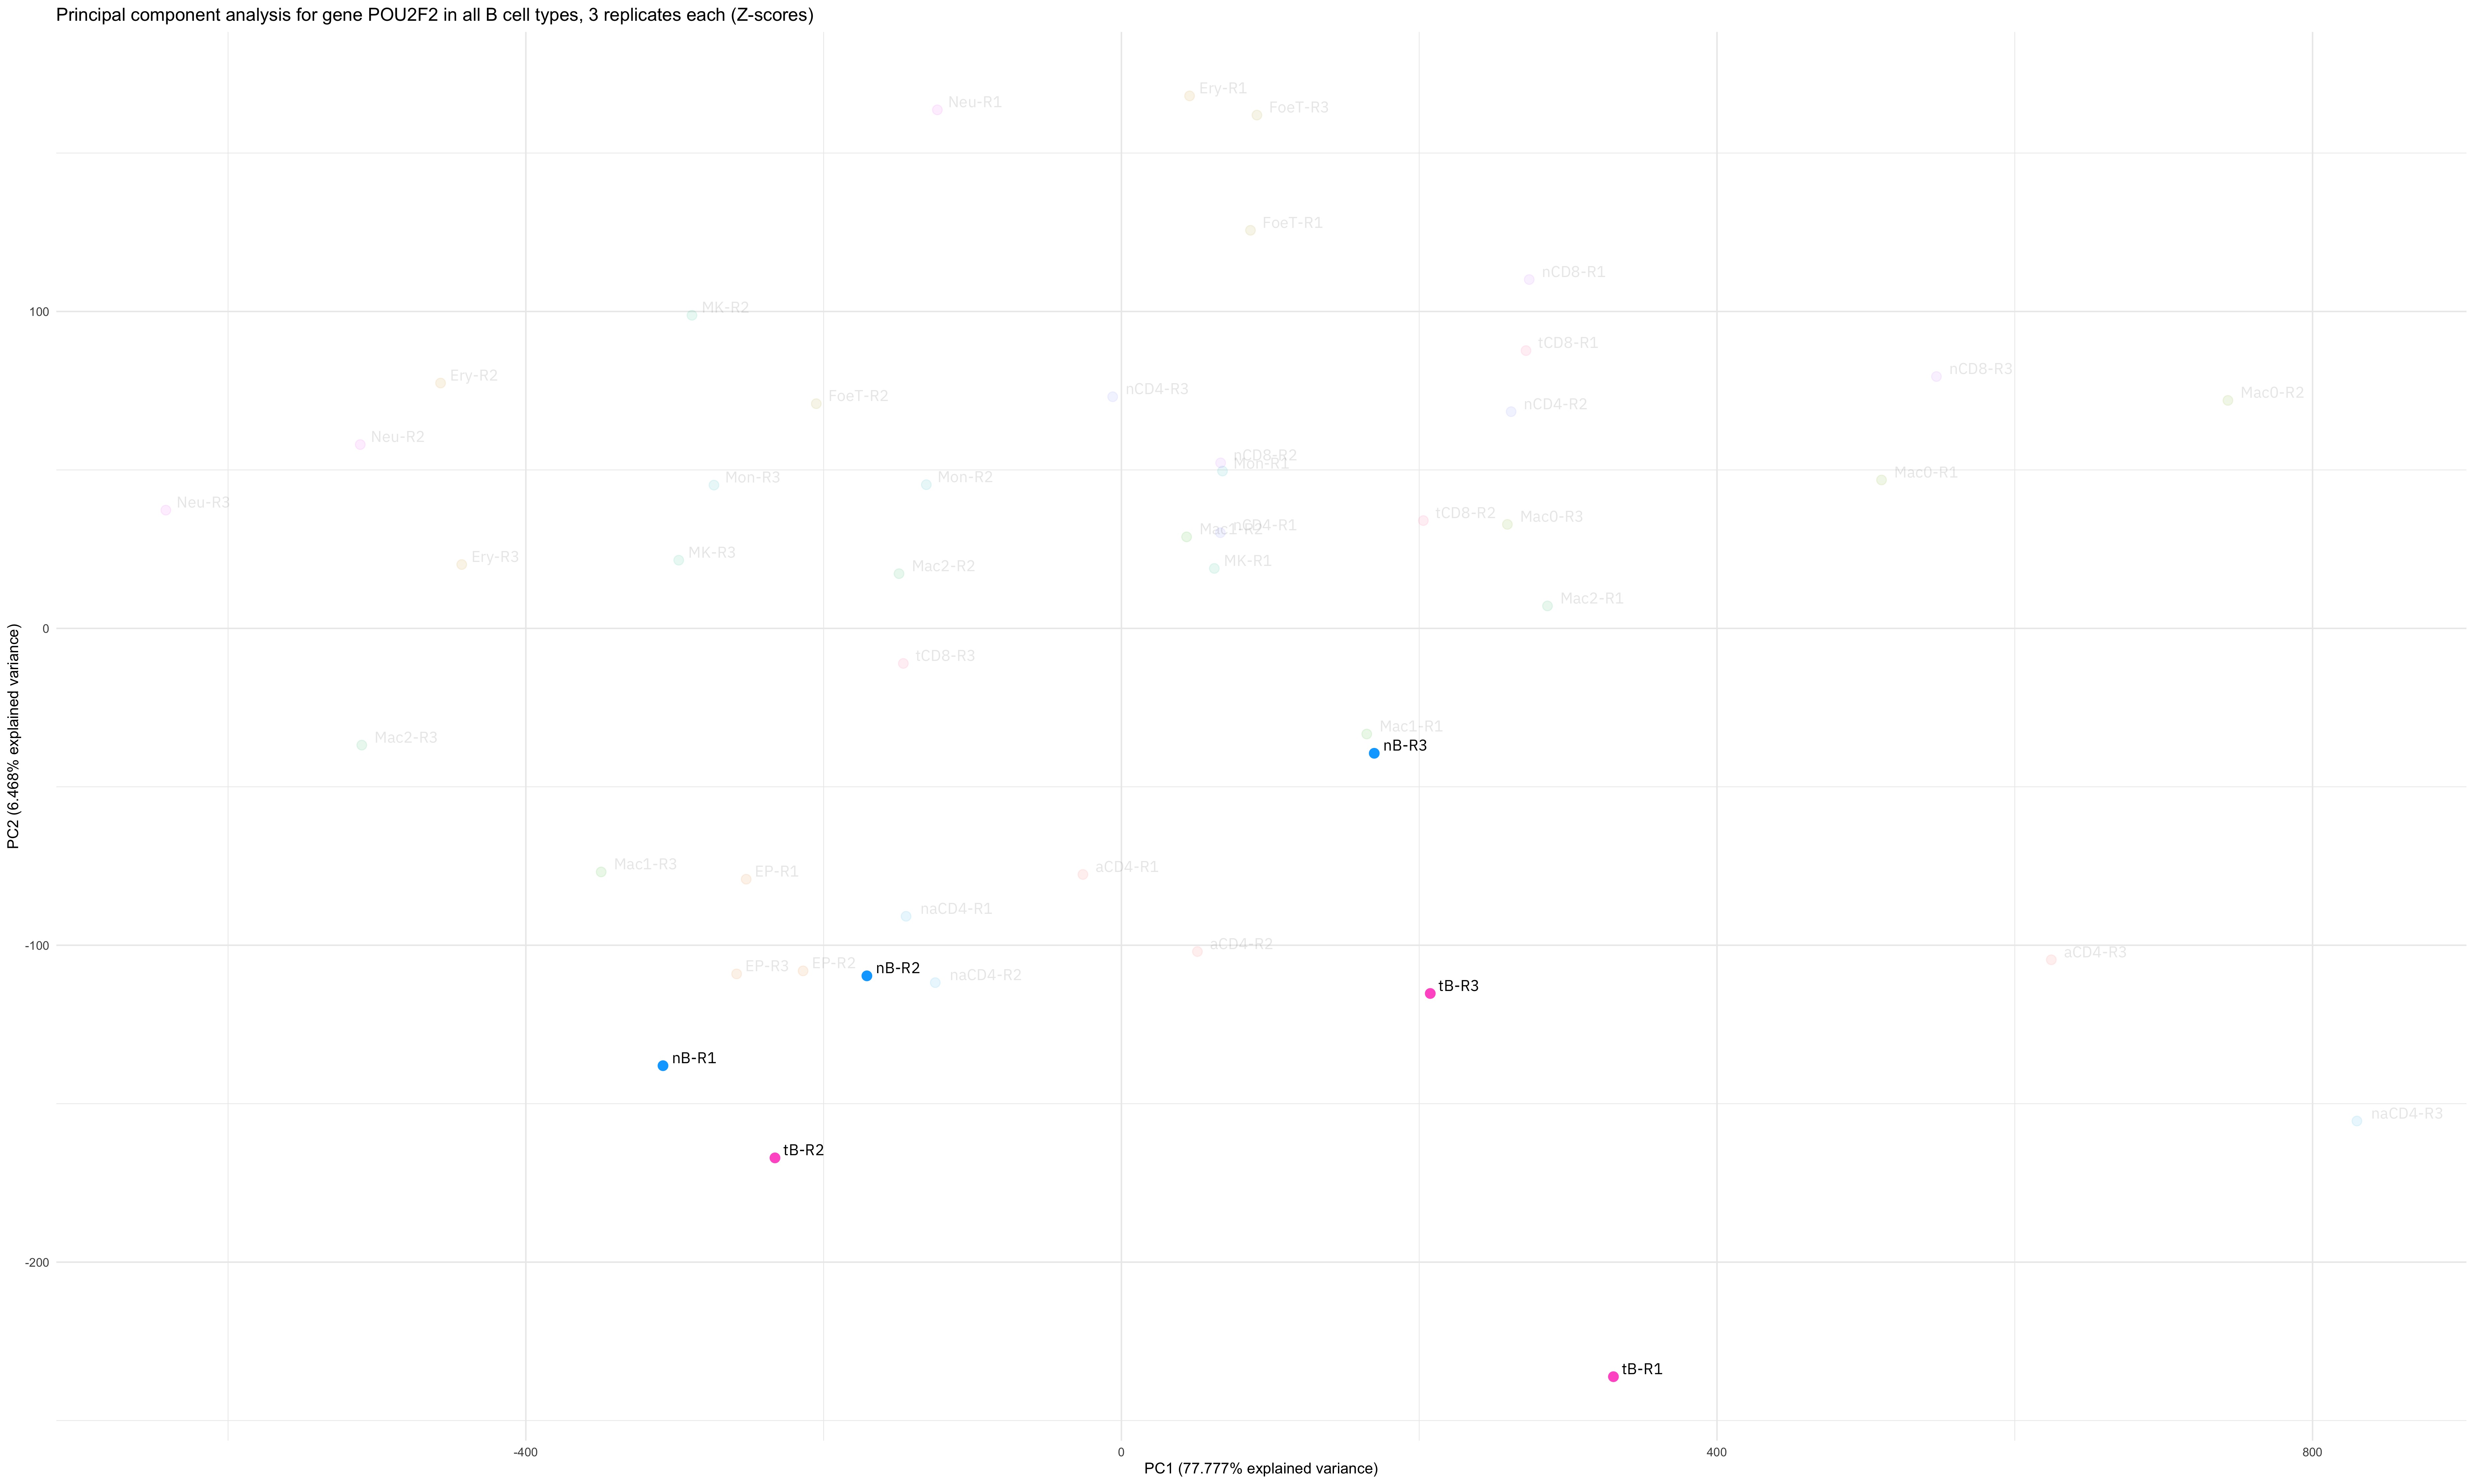 Principal component analysis for gene POU2F2 in all B cell types, 3 replicates each (Z-scores)
Ery-R1
Neu-R1
FoeT-R3
FoeT-R1
nCD8-R1
MK-R2
100
tCD8-R1
nCD8-R3
Ery-R2
nCD4-R3
Mac0-R2
FoeT-R2
nCD4-R2
Neu-R2
nCD8-R2
Mon-R1
Mac0-R1
Mon-R3
Mon-R2
Neu-R3
tCD8-R2
Mac0-R3
nCD4-R1
Mac1-R2
MK-R3
Ery-R3
MK-R1
Mac2-R2
Mac2-R1
0
tCD8-R3
Mac1-R1
Mac2-R3
nB-R3
PC2 (6.468% explained variance)
Mac1-R3
aCD4-R1
EP-R1
naCD4-R1
-100
aCD4-R2
aCD4-R3
EP-R2
EP-R3
nB-R2
naCD4-R2
tB-R3
nB-R1
naCD4-R3
tB-R2
-200
tB-R1
-400
0
400
800
PC1 (77.777% explained variance)